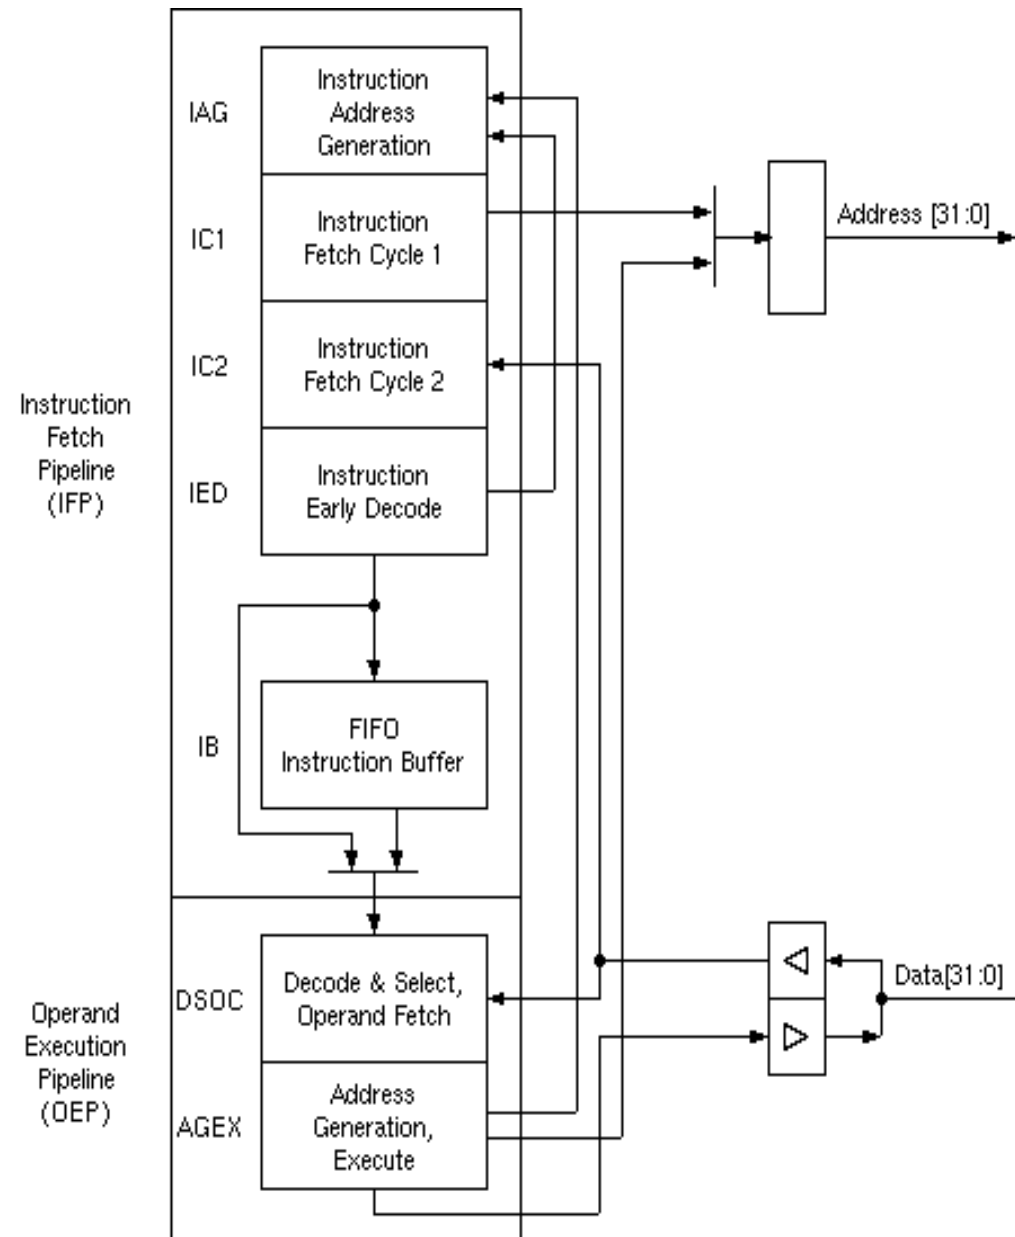 IAG
Instruction
Address
Generation
Address [31:0]
IC1
Instruction
Fetch Cycle 1
IC2
Instruction
Fetch Cycle 2
Instruction
Fetch
Pipeline
(IFP)
IED
Instruction
Early Decode
IB
FIFO
Instruction Buffer
DSOC
Decode & Select,
Operand Fetch
Data[31:0]
Operand
Execution
Pipeline
(OEP)
AGEX
Address
Generation,
Execute